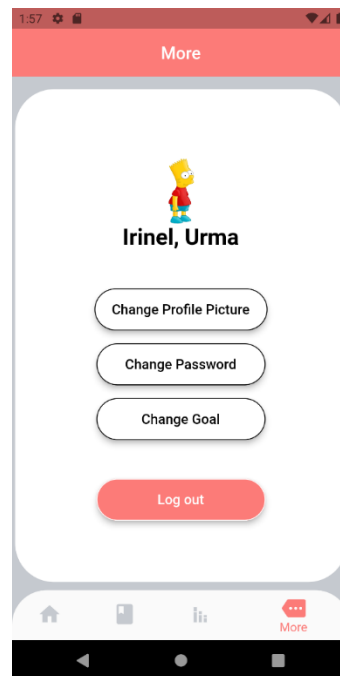 1:57
More
Irinel, Urma
Change Profile Picture
Change Password
Change Goal
Log out
More